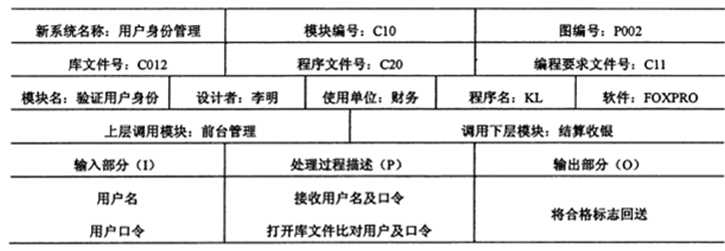 新系统名称：用户身份管理 模块编号：C10 图编号：P002
库文件号：C012 程序文件号：C20 编程要求文件号：C11
模块名：验证用户身份 设计者：李明 使用单位：财务 程序名：KL 软件：FOXPRO
上层调用模块：前台管理 调用下层模块：结算收银
输入部分（I） 处理过程描述（P） 输出部分（O）
用户名 接收用户名及口令
将合格标志回送
用户口令 打开库文件比对用户及口令